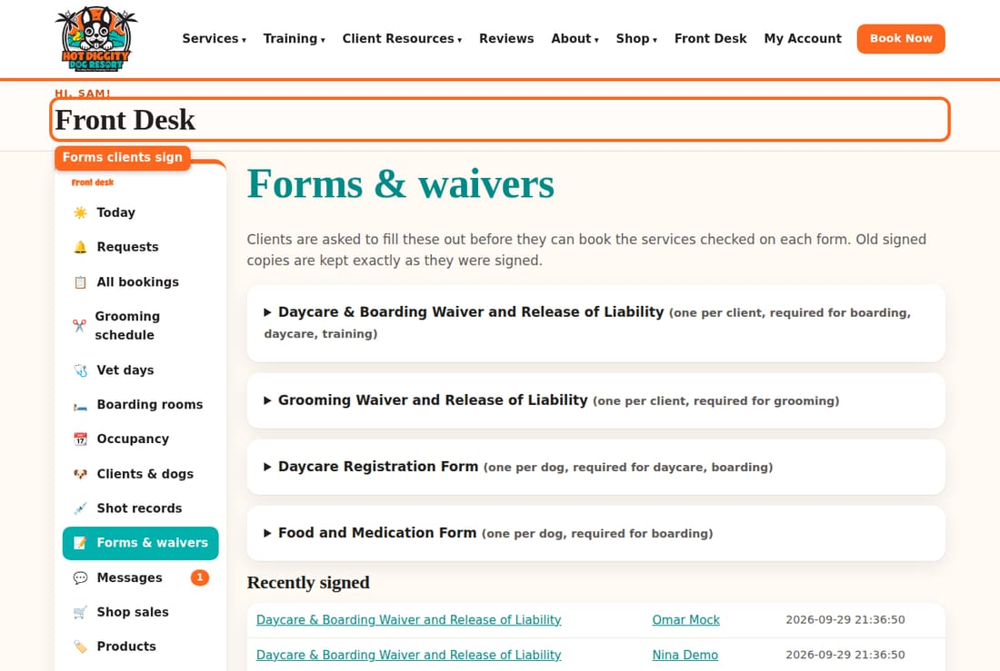 HOT DIGGITY
DOG RESORT
Services ▾ Training ▾ Client Resources ▾ Reviews About ▾ Shop ▾ Front Desk My Account Book Now
HI, SAM!
Front Desk
Forms clients sign
Front desk
Today
Requests
All bookings
Grooming
schedule
Vet days
Boarding rooms
Occupancy
Clients & dogs
Shot records
Forms & waivers
Messages 1
Shop sales
Products
Forms & waivers
Clients are asked to fill these out before they can book the services checked on each form. Old signed
copies are kept exactly as they were signed.
▶ Daycare & Boarding Waiver and Release of Liability (one per client, required for boarding,
daycare, training)
▶ Grooming Waiver and Release of Liability (one per client, required for grooming)
▶ Daycare Registration Form (one per dog, required for daycare, boarding)
▶ Food and Medication Form (one per dog, required for boarding)
Recently signed
Daycare & Boarding Waiver and Release of Liability Omar Mock 2026-09-29 21:36:50
Daycare & Boarding Waiver and Release of Liability Nina Demo 2026-09-29 21:36:50